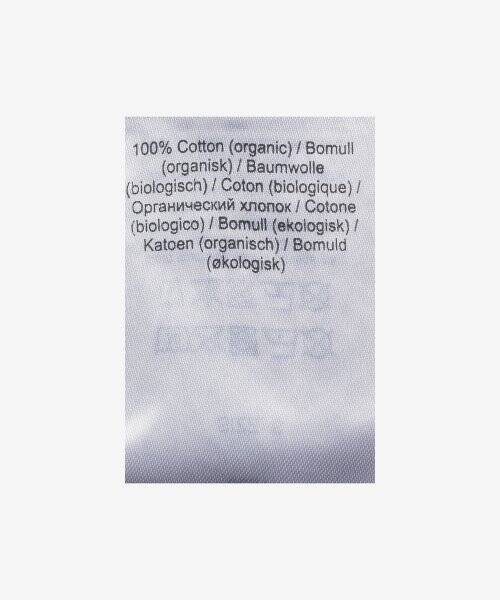 100% Cotton (organic) / Bomull
(organisk) / Baumwolle
(biologisch) / Coton (biologique) /
Органический хлопок / Cotone
(biologico) / Bomull (ekologisk) /
Katoen (organisch) / Bomuld
(økologisk)